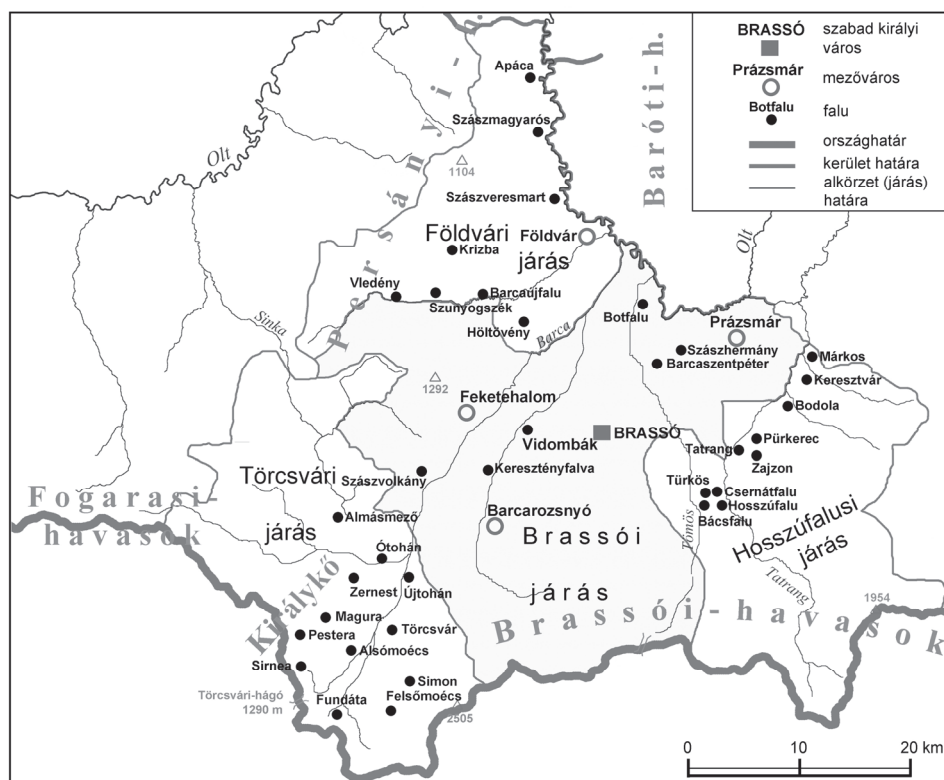 BRASSÓ
szabad királyi
város
Prázsmár
mezőváros
Botfalu
falu
országhatár
kerület határa
alkörzet (járás)
határa
Persányi-h.
Baróti-h.
Olt
Olt
Apáca
Szászmagyarós
1104
Szászveresmart
Földvári
járás
Földvár
Krizba
Vledény
Szunyogszék
Barcaújfalu
Höltövény
Barca
Botfalu
Prázsmár
Szászhermány
Barcaszentpéter
Márkos
Keresztvár
Bodola
Sinka
1292
Feketehalom
Vidombák
BRASSÓ
Tatrang
Pürkerec
Zajzon
Törcsvári
járás
Szászvolkány
Keresztényfalva
Türkös
Csernátfalu
Hosszúfalu
Bácsfalu
Fogarasi-
havasok
Almásmező
Barcarozsnyó
Brassói
járás
Hosszúfalusi
járás
Tömös
Tatrang
Ótohán
Zernest
Újtohán
Királykő
Magura
Pestera
Törcsvár
Alsómoécs
Sirnea
Simon
Felsőmoécs
Fundáta
Törcsvári-hágó
1290 m
2505
Brassói-havasok
1954
0 10 20 km